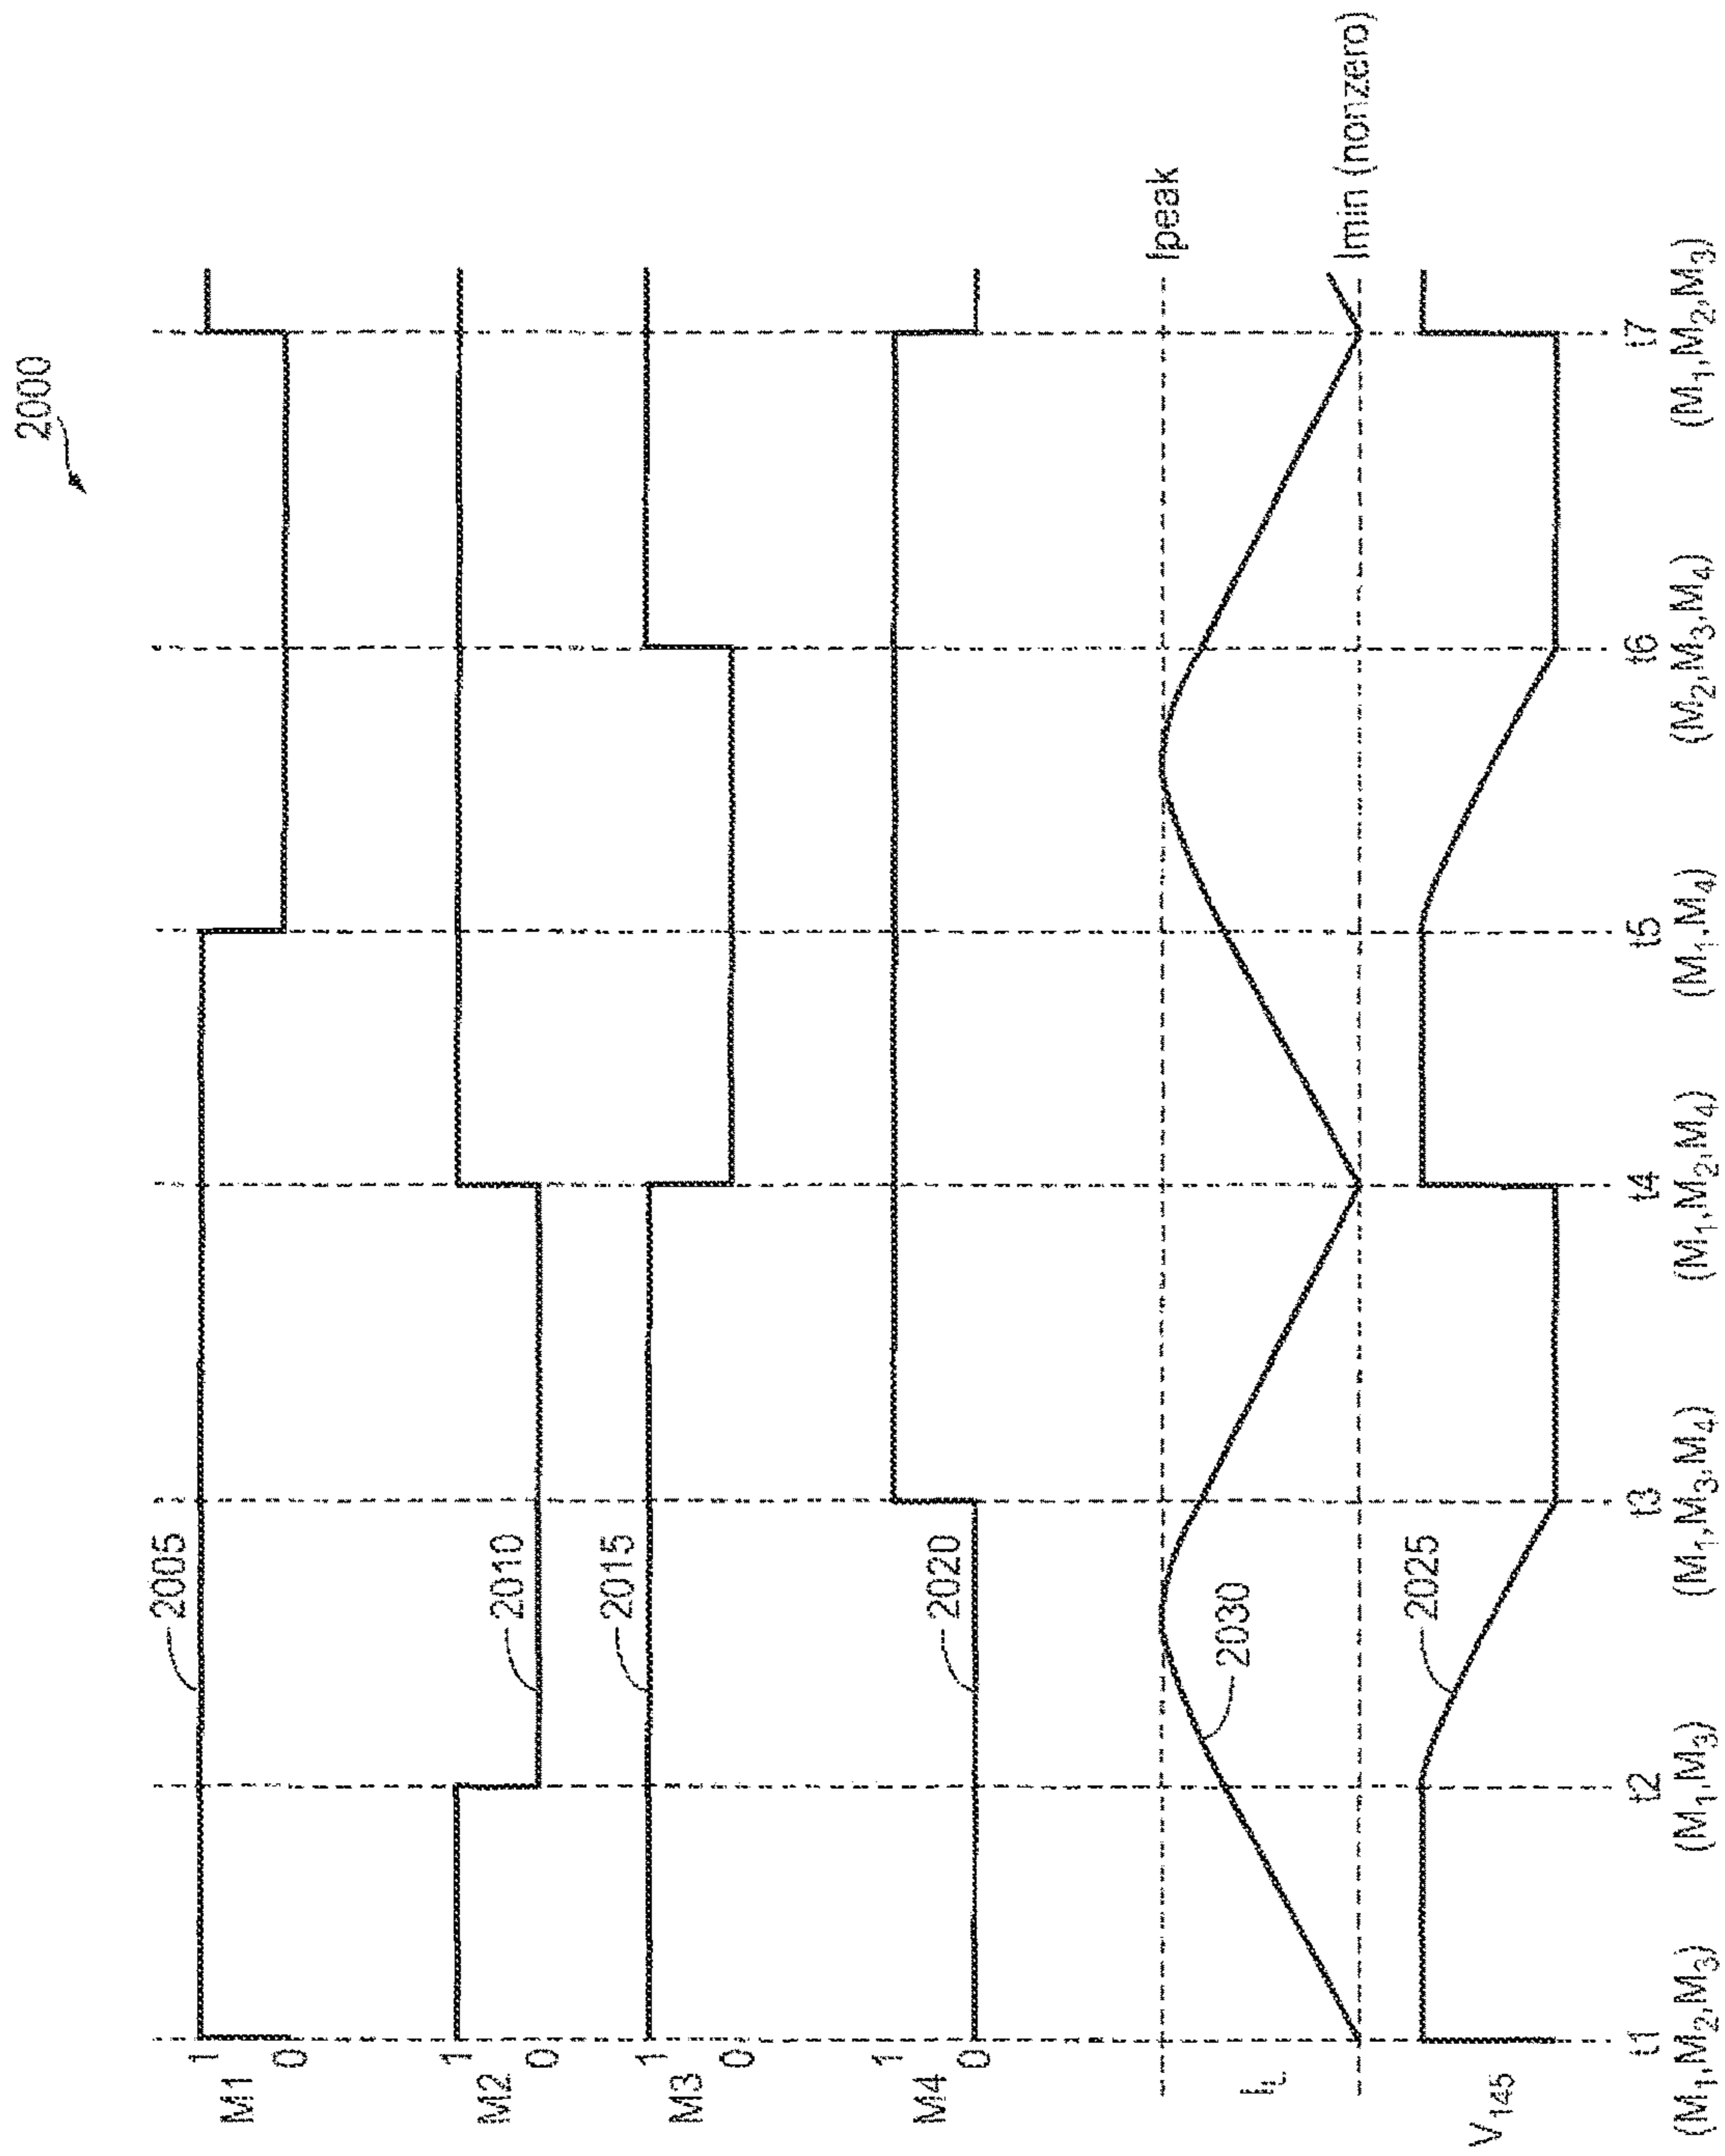 2000
M1
1
0
2005
M2
1
0
2010
M3
1
0
2015
M4
1
0
2020
I_L
2030
Ipeak
Imin (nonzero)
V₁₄₅
2025
t1
t2
t3
t4
t5
t6
t7
(M₁,M₂,M₃)
(M₁,M₃)
(M₁,M₃,M₄)
(M₁,M₂,M₄)
(M₁,M₄)
(M₂,M₃,M₄)
(M₁,M₂,M₃)